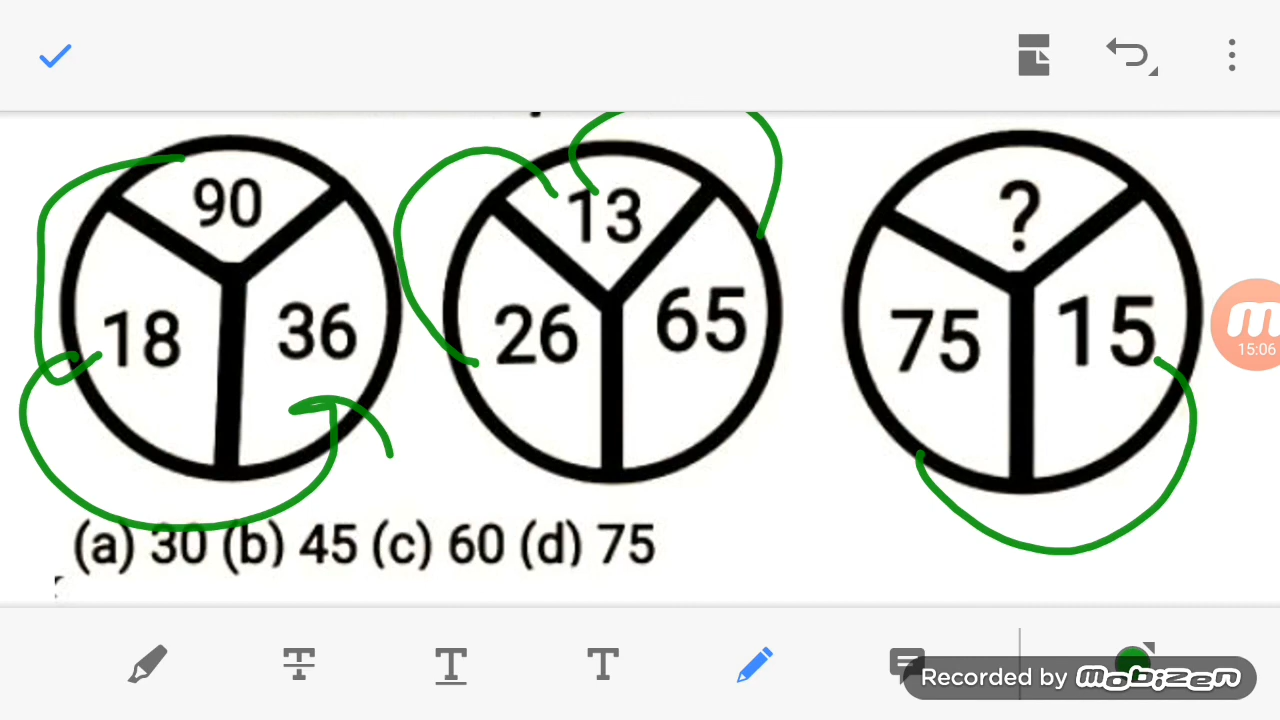 90 13 ?
18 36 26 65 75 15
15:06
(a) 30 (b) 45 (c) 60 (d) 75
T T T
Recorded by mobizen